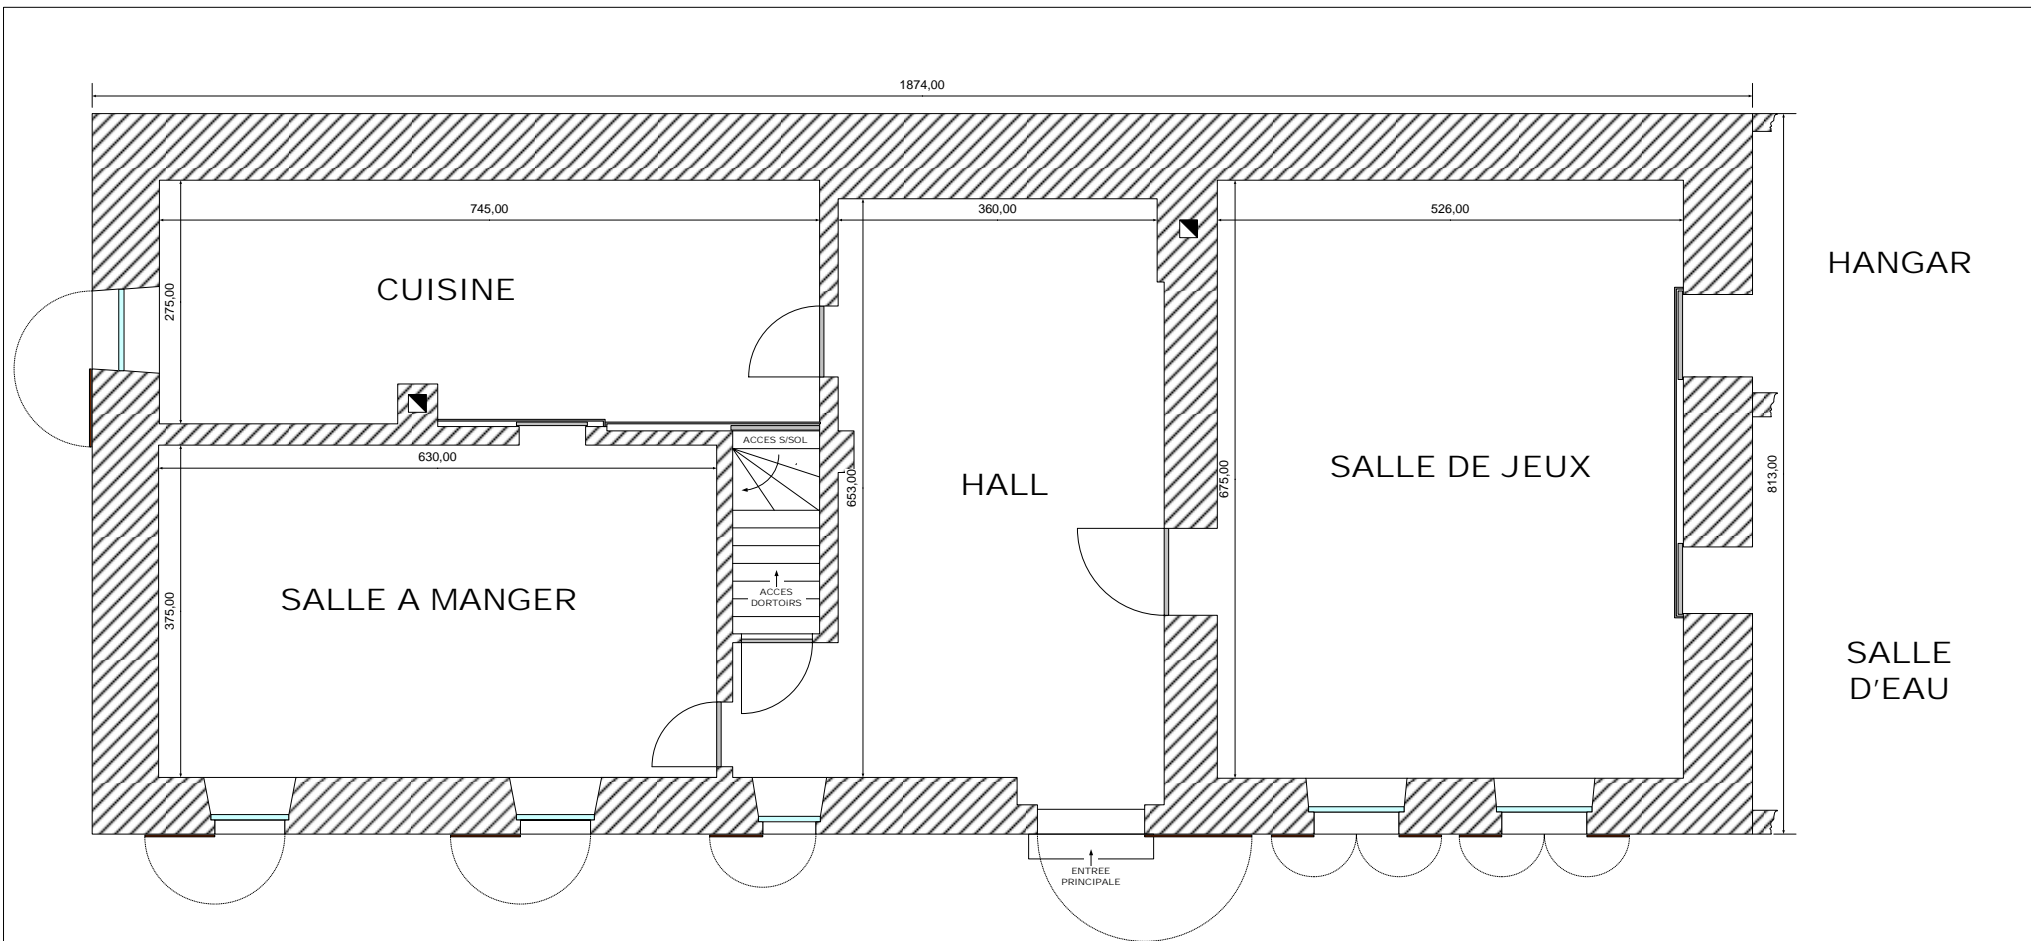 1874,00
745,00
360,00
526,00
CUISINE
275,00
HANGAR
ACCES S/SOL
630,00
653,00
HALL
675,00
SALLE DE JEUX
813,00
SALLE A MANGER
375,00
ACCES
DORTOIRS
SALLE
D'EAU
ENTREE
PRINCIPALE